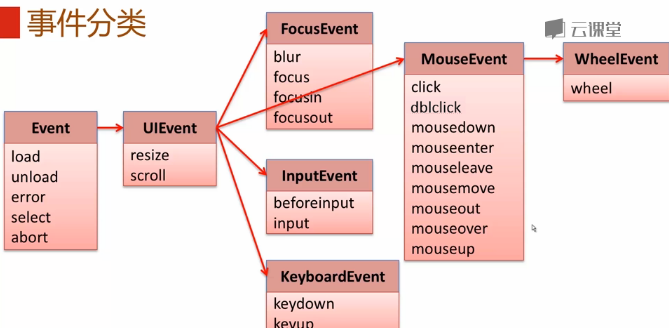 事件分类
云课堂
Event
load
unload
error
select
abort
UIEvent
resize
scroll
FocusEvent
blur
focus
focusin
focusout
InputEvent
beforeinput
input
KeyboardEvent
keydown
keyup
MouseEvent
click
dblclick
mousedown
mouseenter
mouseleave
mousemove
mouseout
mouseover
mouseup
WheelEvent
wheel